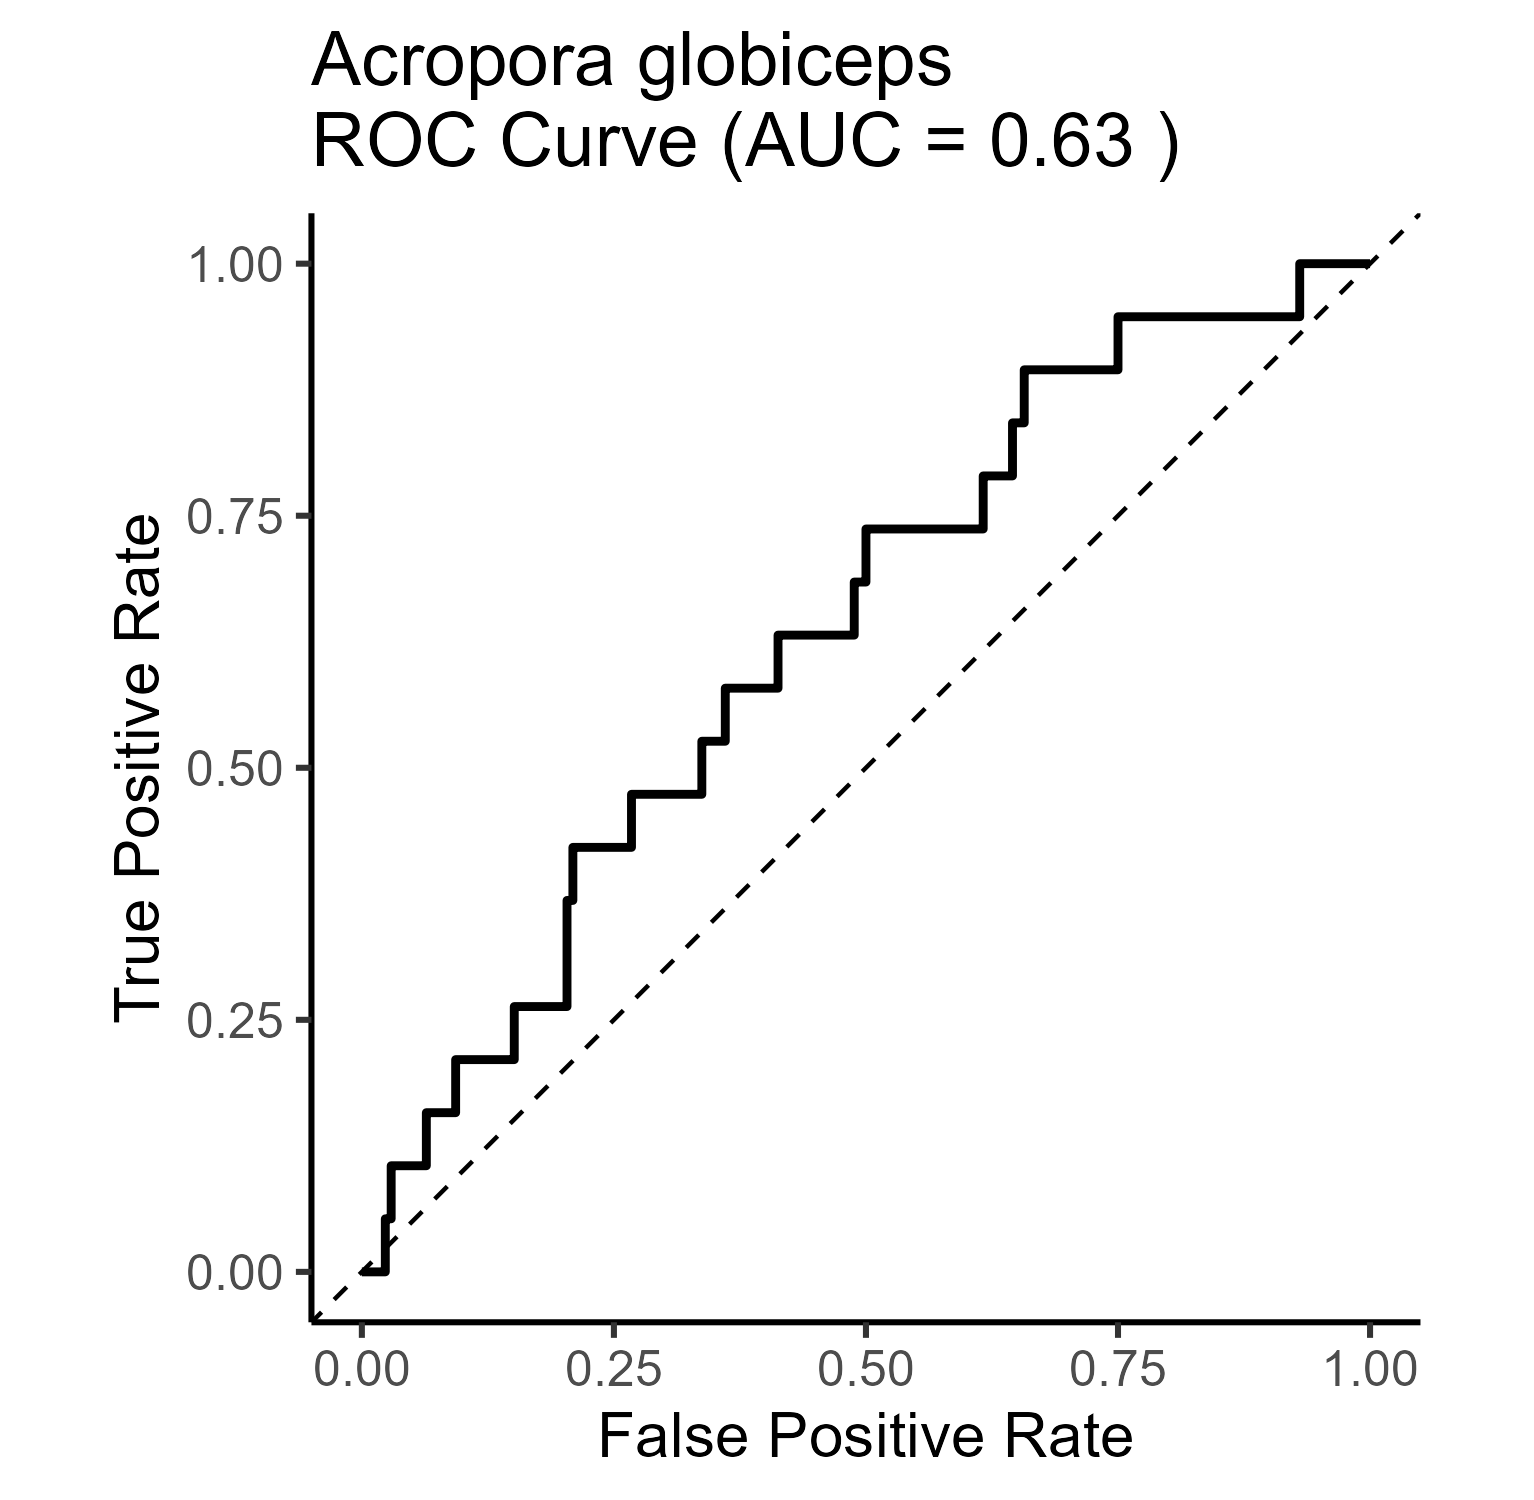 Acropora globiceps
ROC Curve (AUC = 0.63 )
1.00
0.75
0.50
0.25
0.00
True Positive Rate
0.00 0.25 0.50 0.75 1.00
False Positive Rate